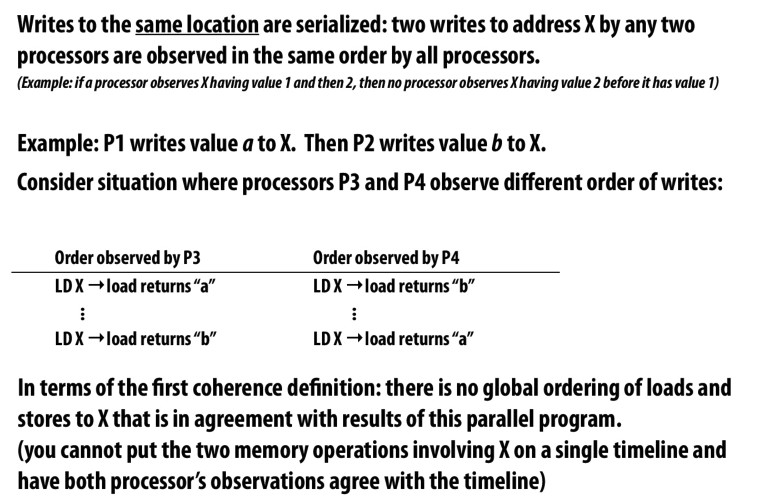 Writes to the same location are serialized: two writes to address X by any two
processors are observed in the same order by all processors.
(Example: if a processor observes X having value 1 and then 2, then no processor observes X having value 2 before it has value 1)
Example: P1 writes value a to X. Then P2 writes value b to X.
Consider situation where processors P3 and P4 observe different order of writes:
Order observed by P3 Order observed by P4
LD X → load returns “a” LD X → load returns “b”
⋮ ⋮
LD X → load returns “b” LD X → load returns “a”
In terms of the first coherence definition: there is no global ordering of loads and
stores to X that is in agreement with results of this parallel program.
(you cannot put the two memory operations involving X on a single timeline and
have both processor’s observations agree with the timeline)